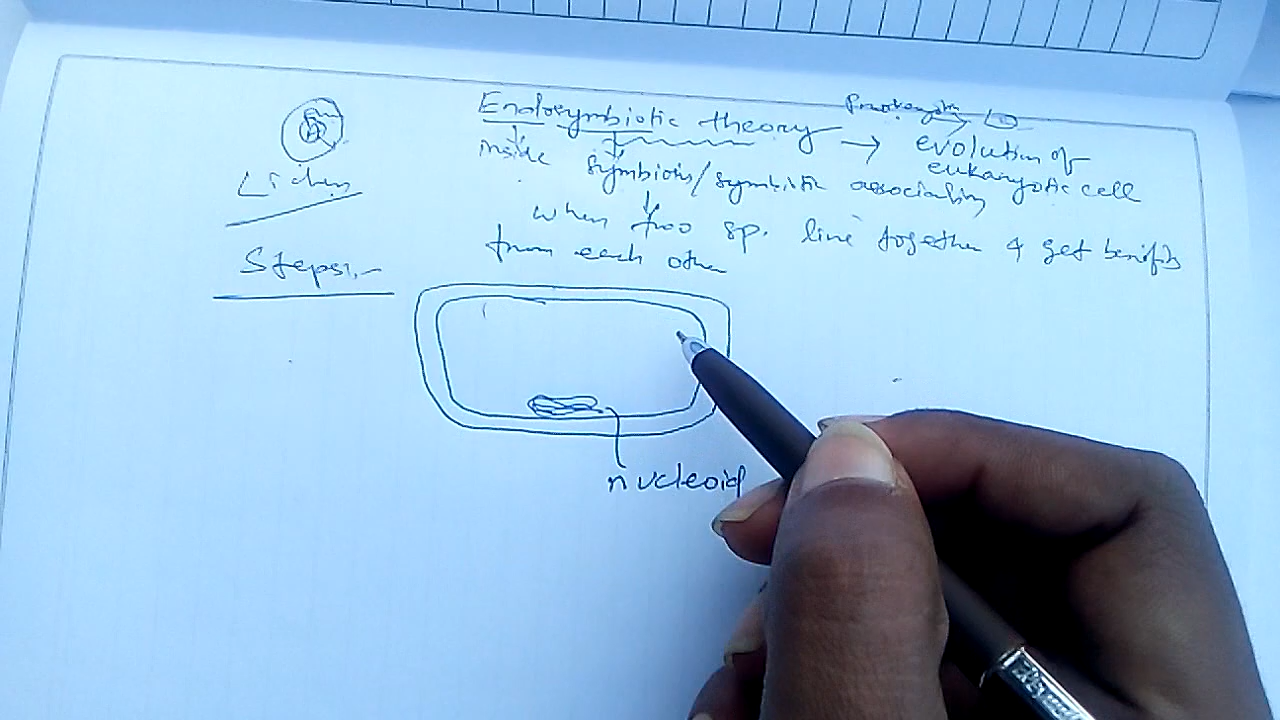 Endosymbiotic theory → evolution of
eukaryotic cell
inside symbiosis/symbiotic association
when two sp. live together & get benifits
from each other
Lichen
Steps:-
nucleoid